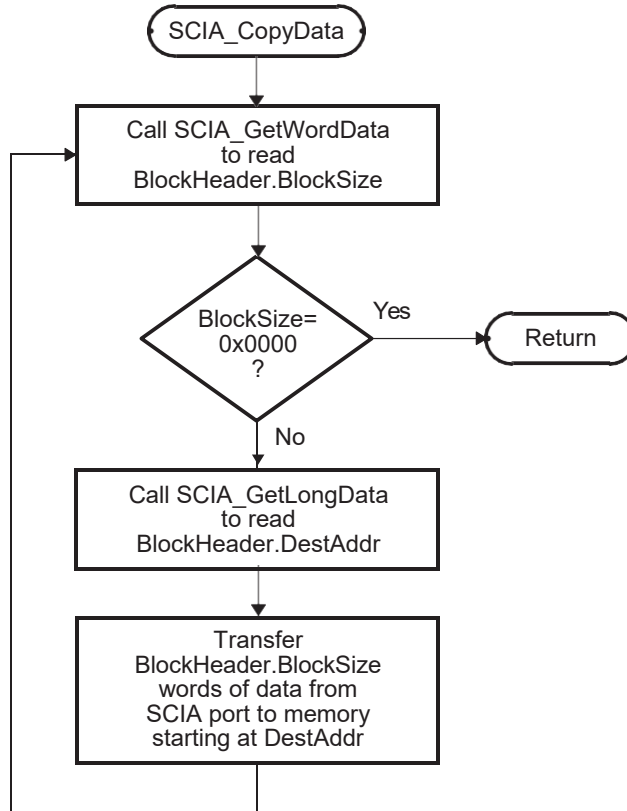 SCIA_CopyData
Call SCIA_GetWordData
to read
BlockHeader.BlockSize
BlockSize=
0x0000
?
Yes
Return
No
Call SCIA_GetLongData
to read
BlockHeader.DestAddr
Transfer
BlockHeader.BlockSize
words of data from
SCIA port to memory
starting at DestAddr